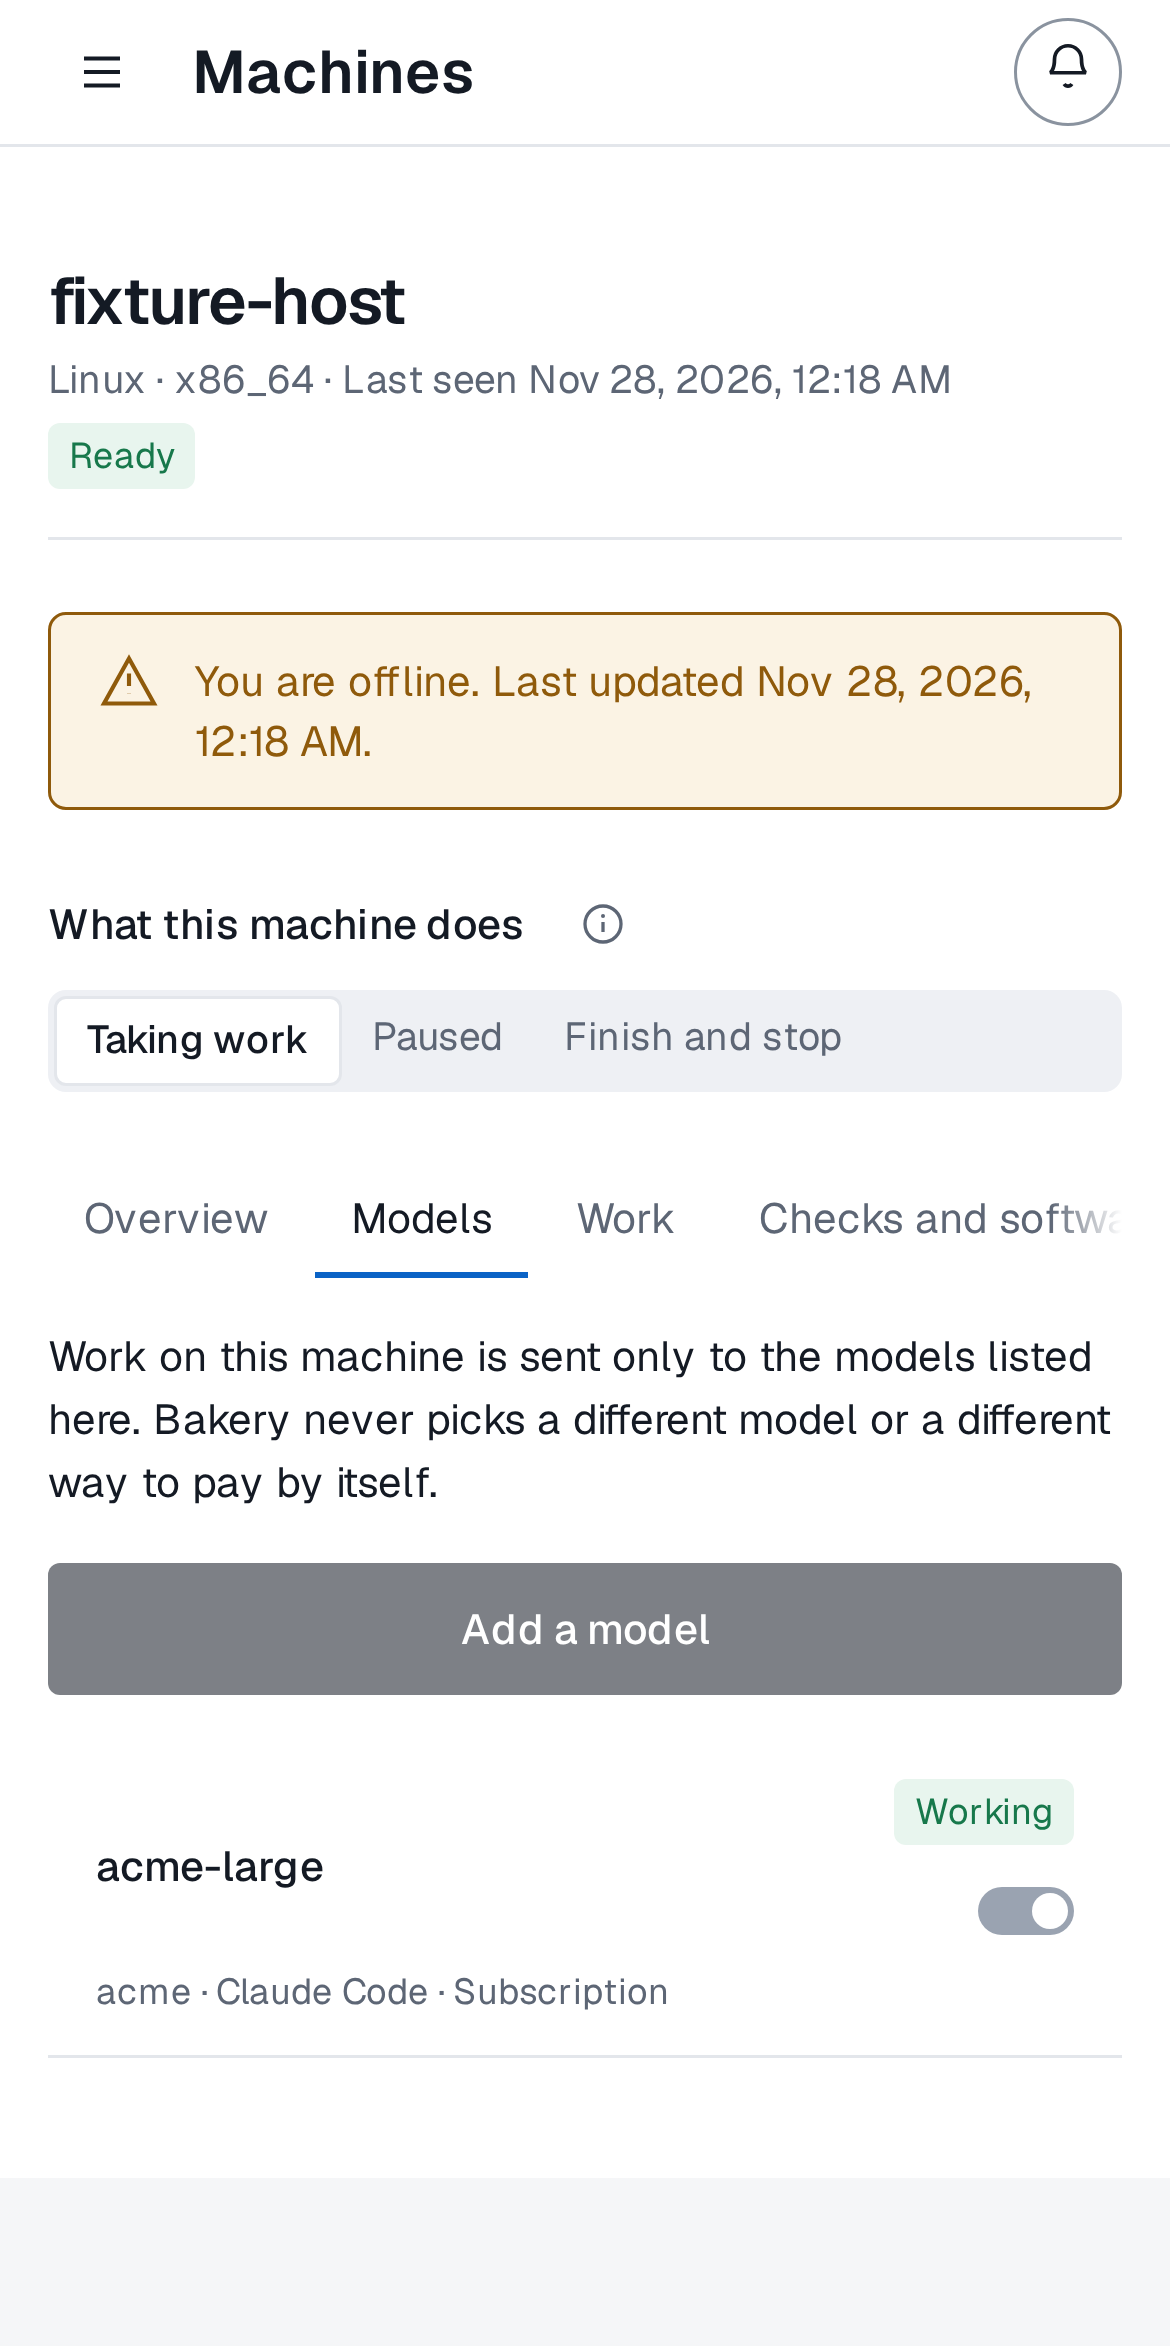 Machines
fixture-host
Linux · x86_64 · Last seen Nov 28, 2026, 12:18 AM
Ready
You are offline. Last updated Nov 28, 2026,
12:18 AM.
What this machine does
Taking work Paused Finish and stop
Overview Models Work Checks and softwa
Work on this machine is sent only to the models listed
here. Bakery never picks a different model or a different
way to pay by itself.
Add a model
Working
acme-large
acme · Claude Code · Subscription